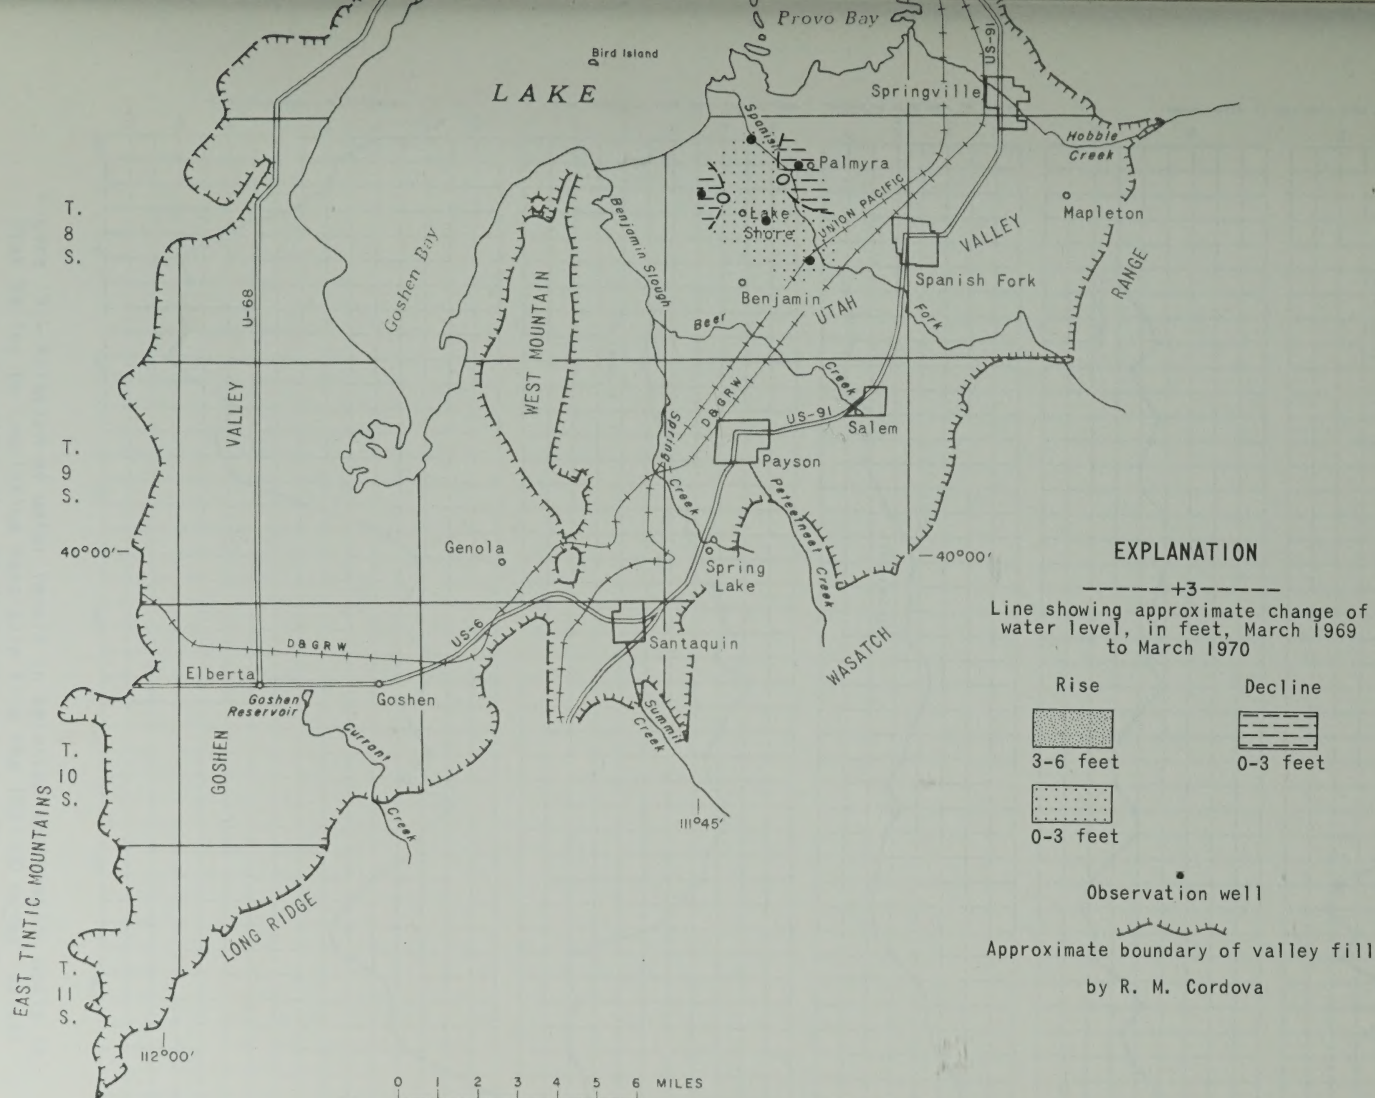 Provo Bay
US-91
Bird Island
LAKE
Springville
Spanish
Hobble
Creek
Palmyra
O
O
UNION PACIFIC
Lake
Shore
Mapleton
T.
8
S.
VALLEY
Benjamin Slough
Goshen Bay
RANGE
Spanish Fork
Benjamin
U-68
WEST MOUNTAIN
UTAH
Fork
Beer
Creek
VALLEY
D&GRW
US-91
Salem
Spring
Creek
Payson
T.
9
S.
Peteetneet Creek
40°00'
Genola
40°00'
Spring
Lake
EXPLANATION
+3
Line showing approximate change of
water level, in feet, March 1969
to March 1970
Rise
Decline
3-6 feet
0-3 feet
0-3 feet
Observation well
Approximate boundary of valley fill
by R. M. Cordova
D&GRW
US-6
Santaquin
WASATCH
Elberta
Goshen
Reservoir
Goshen
Summit
Creek
Currant
Creek
GOSHEN
T.
10
S.
111°45'
EAST TINTIC MOUNTAINS
LONG RIDGE
T.
11
S.
112°00'
0 1 2 3 4 5 6 MILES